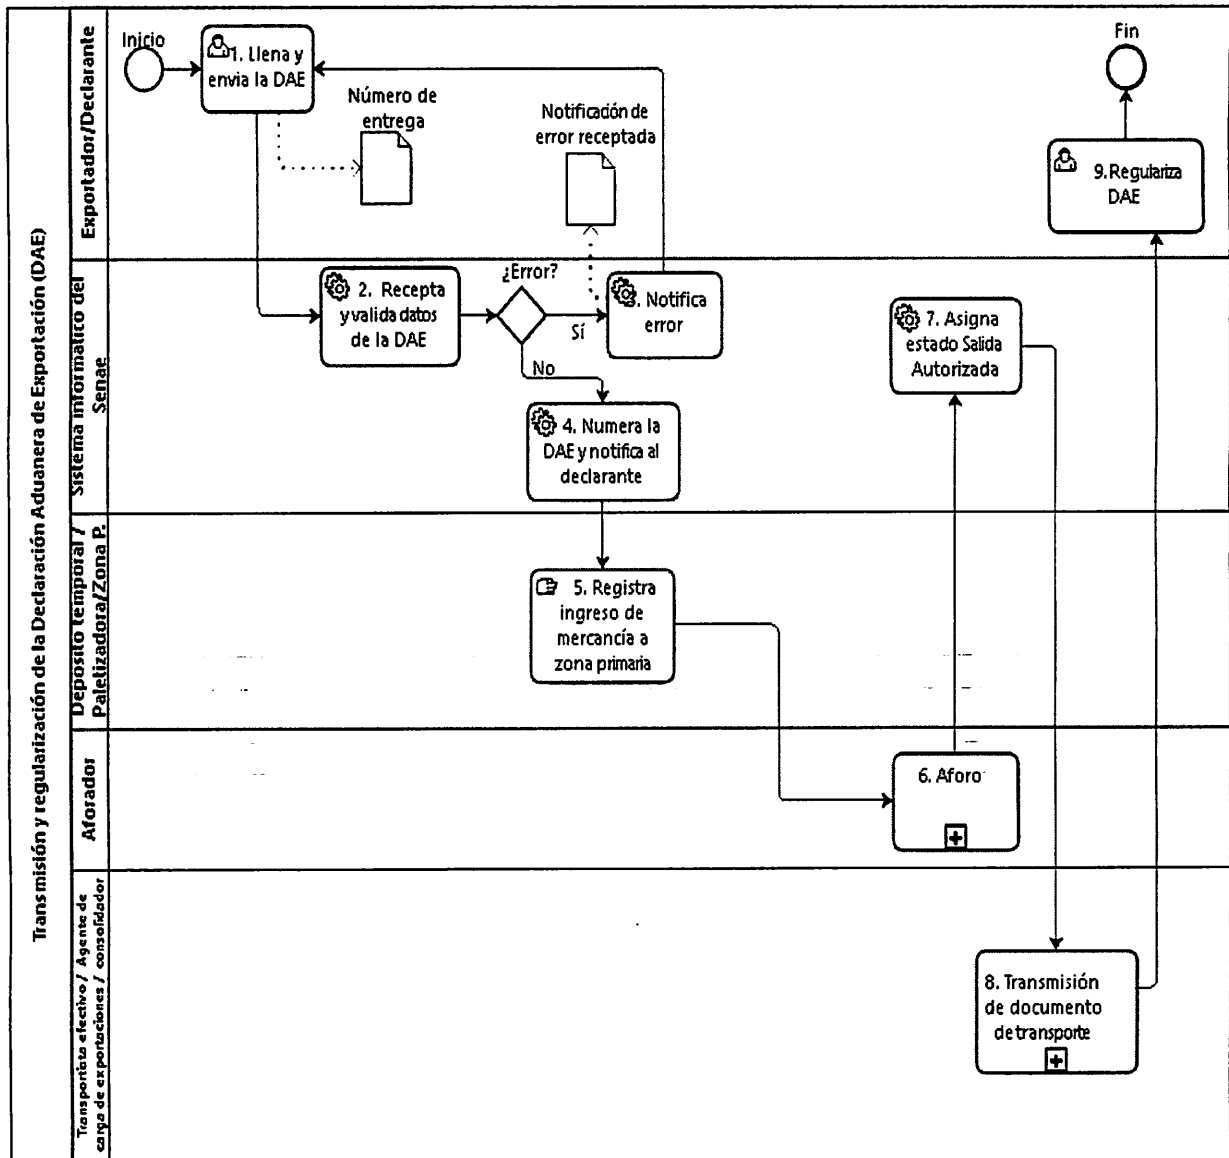 Transmisión y regularización de la Declaración Aduanera de Exportación (DAE)
Exportador/Declarante
Inicio
1. Llena y
envia la DAE
Número de
entrega
Notificación de
error receptada
Fin
9. Regulariza
DAE
Sistema informatico del
Senae
2. Recepta
y valida datos
de la DAE
¿Error?
Sí
No
. Notifica
error
4. Numera la
DAE y notifica al
declarante
7. Asigna
estado Salida
Autorizada
Deposito temporal /
Paletizadora/Zona P.
5. Registra
ingreso de
mercancía a
zona primaria
Aforador
6. Aforo
Transportista efectivo / Agente de
carga de exportaciones / consolidador
8. Transmisión
de documento
de transporte